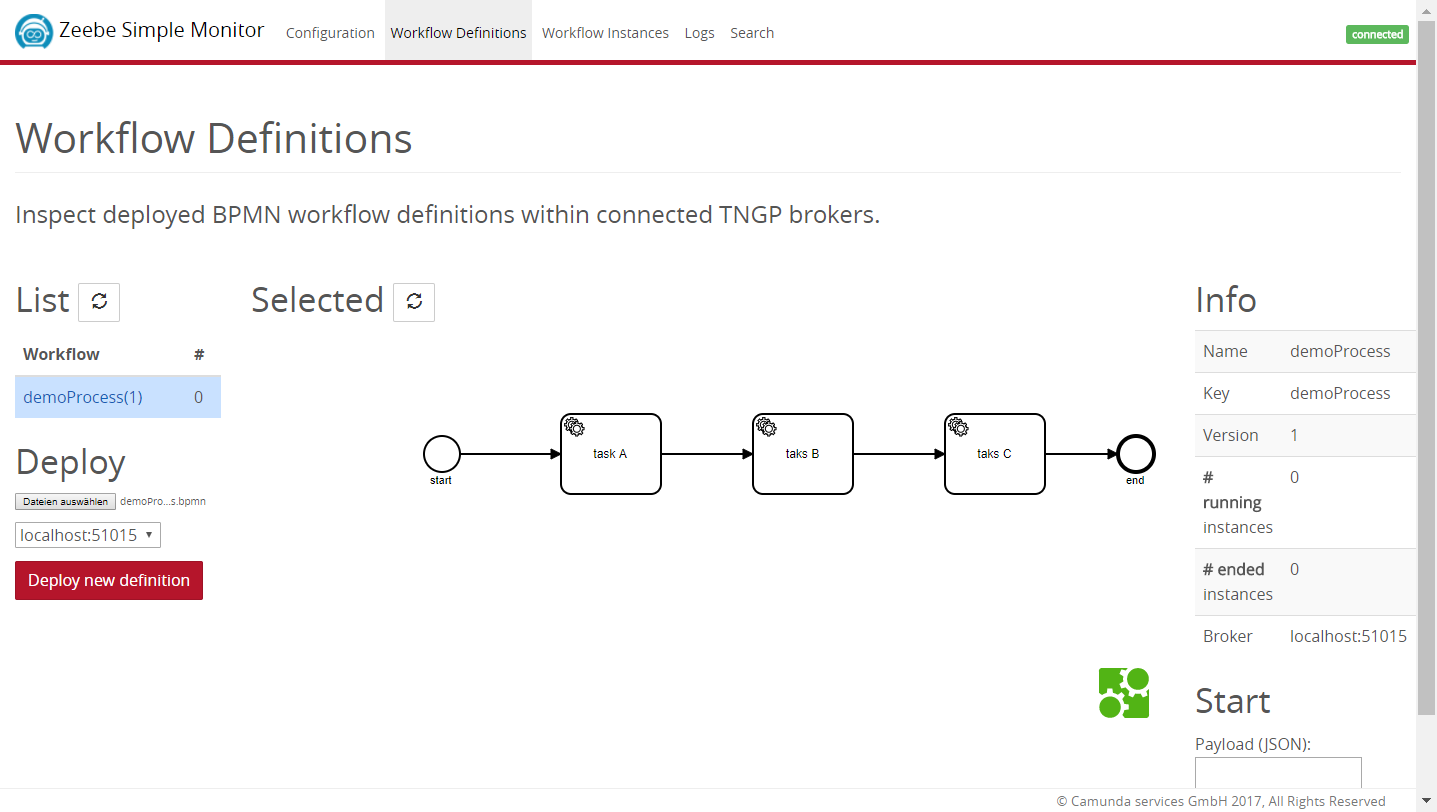 Zeebe Simple Monitor Configuration Workflow Definitions Workflow Instances Logs Search connected
Workflow Definitions
Inspect deployed BPMN workflow definitions within connected TNGP brokers.
List
Workflow #
demoProcess(1) 0
Deploy
Dateien auswählen demoPro...s.bpmn
localhost:51015
Deploy new definition
Selected
start
task A
taks B
taks C
end
Info
Name demoProcess
Key demoProcess
Version 1
# 0
running
instances
# ended 0
instances
Broker localhost:51015
Start
Payload (JSON):
© Camunda services GmbH 2017, All Rights Reserved